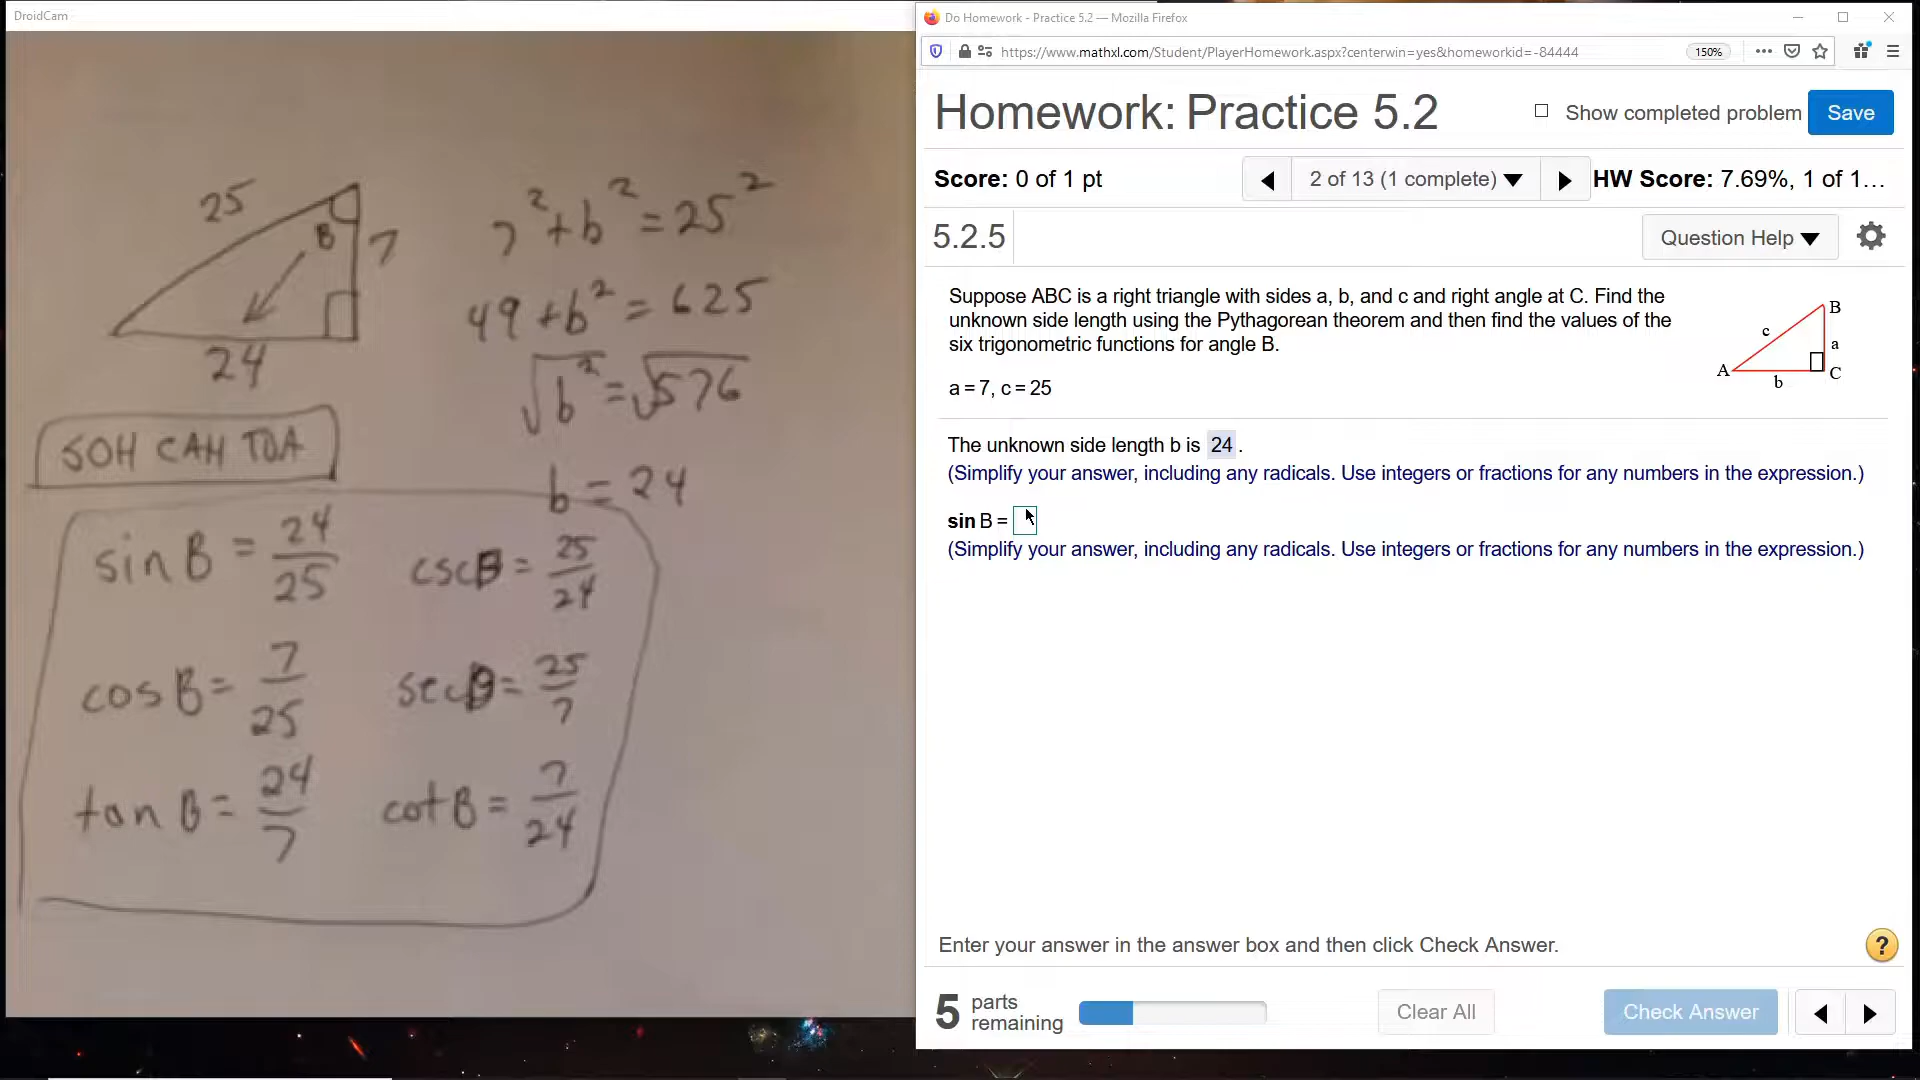 DroidCam
25
B
7
24
7² + b² = 25²
49 + b² = 625
√b² = √576
b = 24
SOH CAH TOA
sin B = 24/25
csc B = 25/24
cos B = 7/25
sec B = 25/7
tan B = 24/7
cot B = 7/24
Do Homework - Practice 5.2 — Mozilla Firefox
https://www.mathxl.com/Student/PlayerHomework.aspx?centerwin=yes&homeworkid=-84444
150%
Homework: Practice 5.2
Show completed problem
Save
Score: 0 of 1 pt
2 of 13 (1 complete)
HW Score: 7.69%, 1 of 1...
5.2.5
Question Help
Suppose ABC is a right triangle with sides a, b, and c and right angle at C. Find the
unknown side length using the Pythagorean theorem and then find the values of the
six trigonometric functions for angle B.
a = 7, c = 25
B
c
a
A
b
C
The unknown side length b is 24 .
(Simplify your answer, including any radicals. Use integers or fractions for any numbers in the expression.)
sin B =
(Simplify your answer, including any radicals. Use integers or fractions for any numbers in the expression.)
Enter your answer in the answer box and then click Check Answer.
?
5 parts
remaining
Clear All
Check Answer